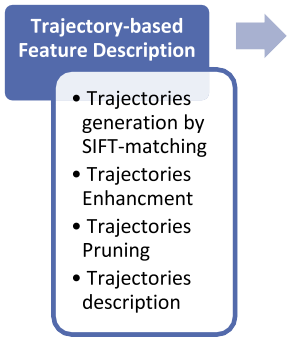 Trajectory-based
Feature Description
• Trajectories
generation by
SIFT-matching
• Trajectories
Enhancment
• Trajectories
Pruning
• Trajectories
description